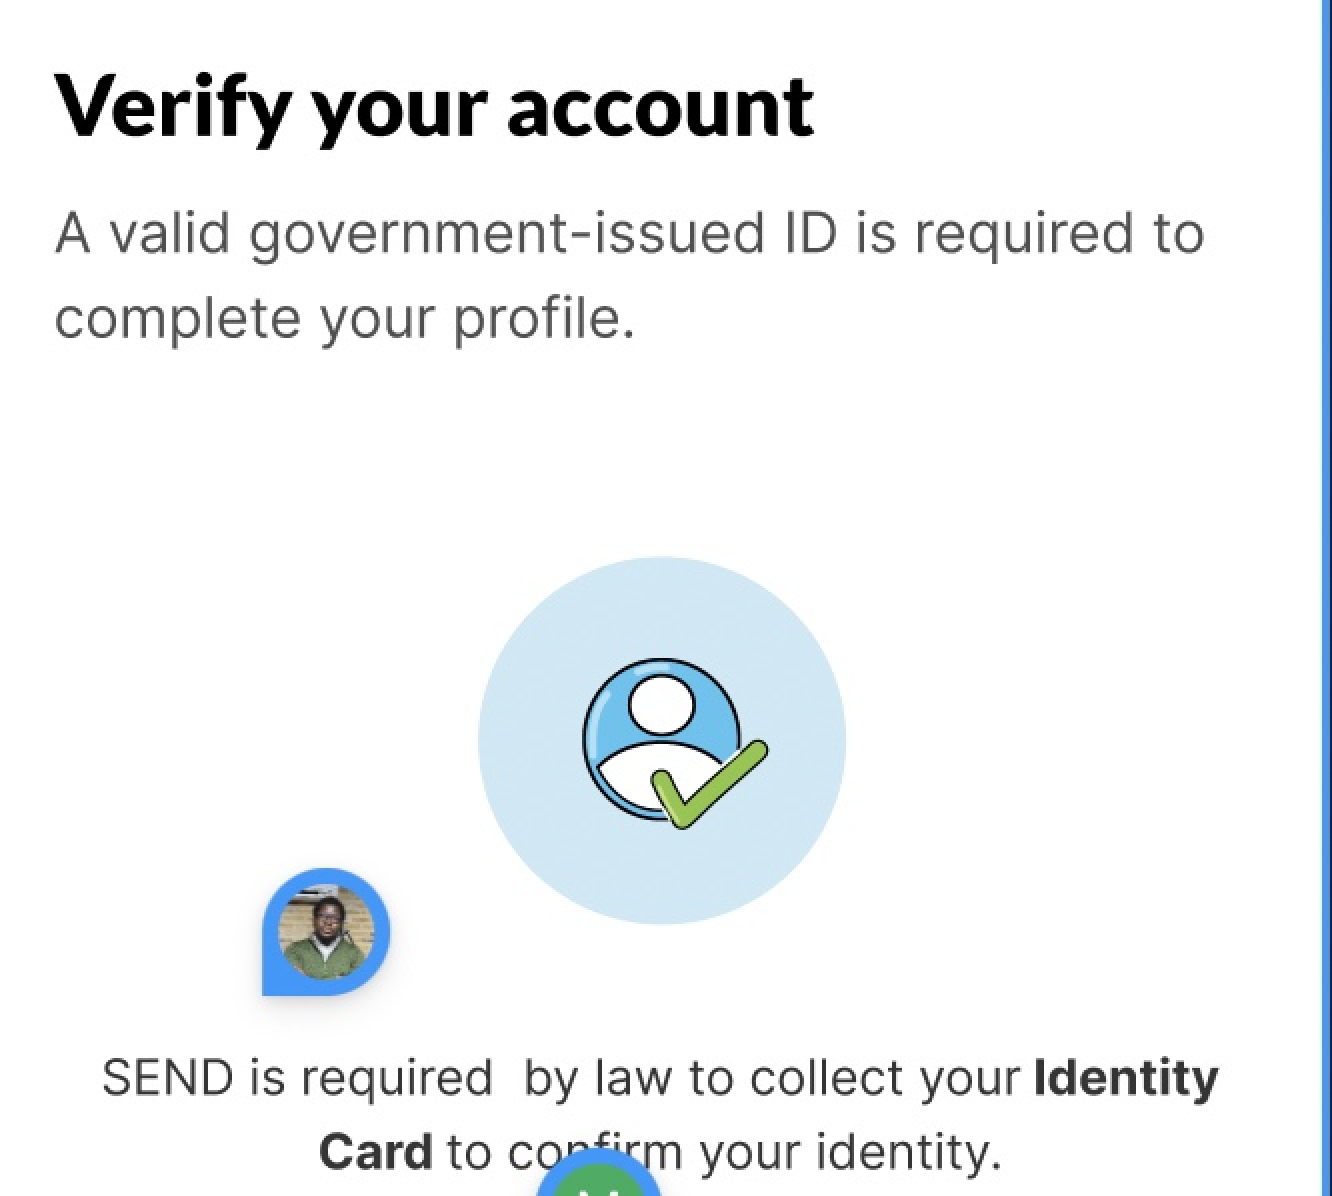 Verify your account
A valid government-issued ID is required to
complete your profile.
SEND is required  by law to collect your Identity
Card to confirm your identity.